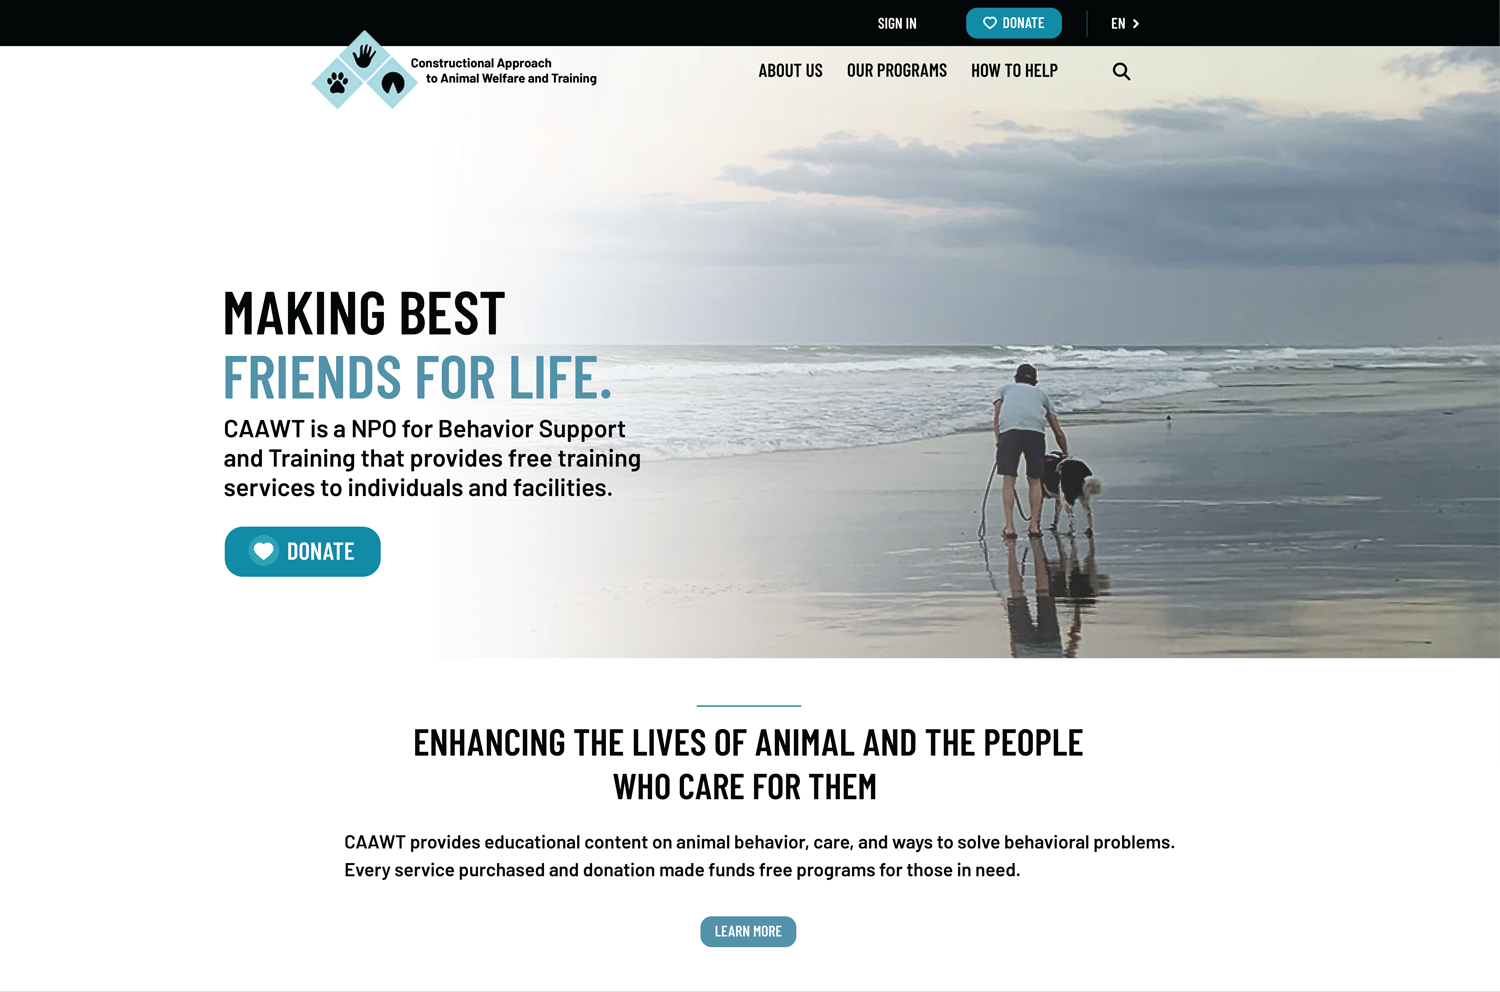 SIGN IN
DONATE
EN
Constructional Approach
to Animal Welfare and Training
ABOUT US
OUR PROGRAMS
HOW TO HELP
MAKING BEST
FRIENDS FOR LIFE.
CAAWT is a NPO for Behavior Support
and Training that provides free training
services to individuals and facilities.
DONATE
ENHANCING THE LIVES OF ANIMAL AND THE PEOPLE
WHO CARE FOR THEM
CAAWT provides educational content on animal behavior, care, and ways to solve behavioral problems.
Every service purchased and donation made funds free programs for those in need.
LEARN MORE